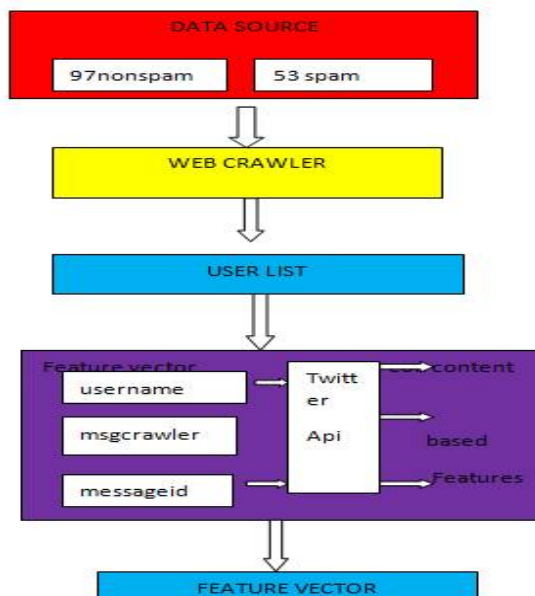 DATA SOURCE
97nonspam
53 spam
WEB CRAWLER
USER LIST
Feature vector
content
username
Twitt
er
msgcrawler
Api
based
messageid
Features
FEATURE VECTOR